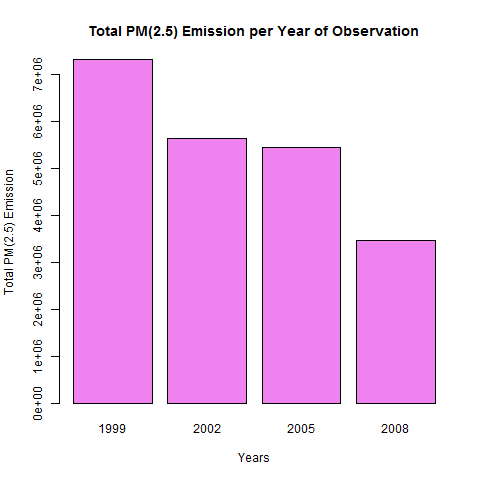 Total PM(2.5) Emission per Year of Observation
Total PM(2.5) Emission
7e+06
6e+06
5e+06
4e+06
3e+06
2e+06
1e+06
0e+00
1999 2002 2005 2008
Years